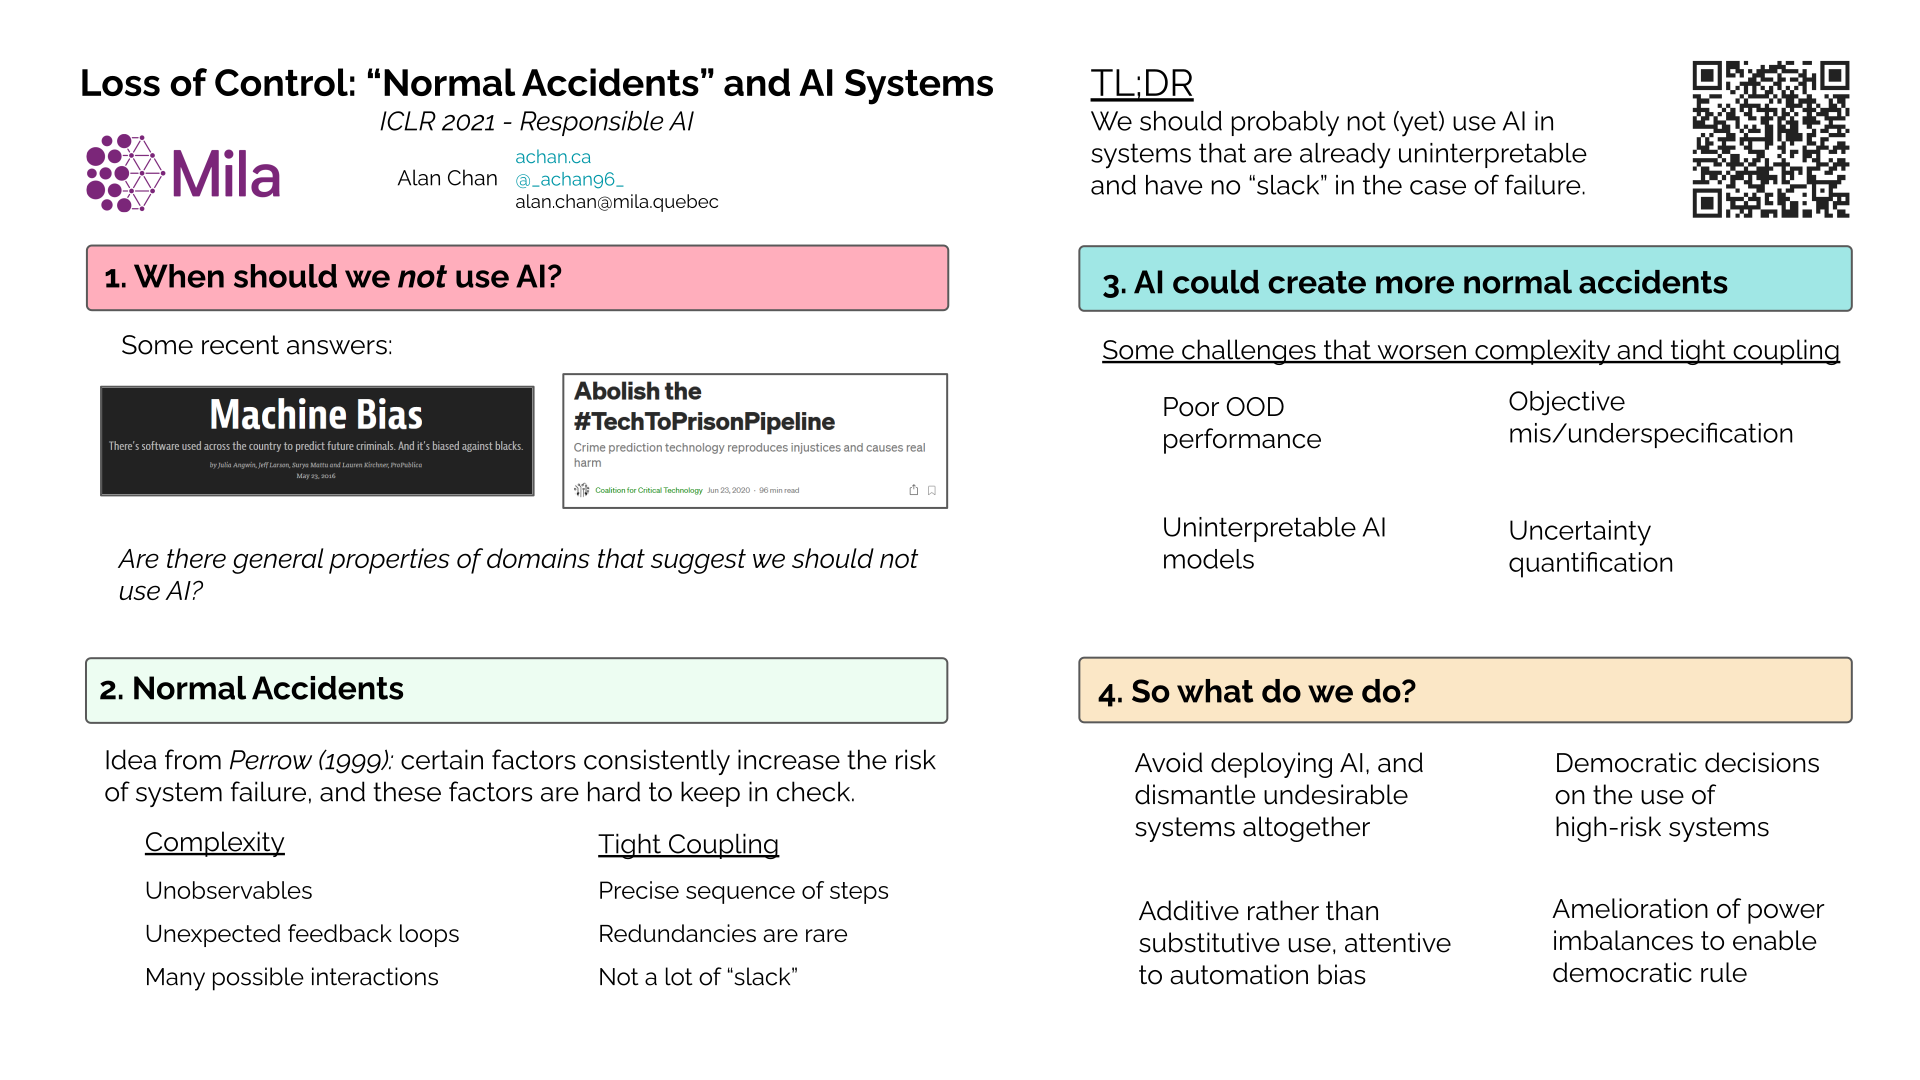 Loss of Control: “Normal Accidents” and AI Systems
ICLR 2021 - Responsible AI
Mila
Alan Chan
achan.ca
@_achan96_
alan.chan@mila.quebec
TL;DR
We should probably not (yet) use AI in
systems that are already uninterpretable
and have no “slack” in the case of failure.
1. When should we not use AI?
Some recent answers:
Machine Bias
There’s software used across the country to predict future criminals. And it’s biased against blacks.
by Julia Angwin, Jeff Larson, Surya Mattu and Lauren Kirchner, ProPublica
May 23, 2016
Abolish the
#TechToPrisonPipeline
Crime prediction technology reproduces injustices and causes real
harm
Coalition for Critical Technology Jun 23, 2020 · 96 min read
Are there general properties of domains that suggest we should not
use AI?
2. Normal Accidents
Idea from Perrow (1999): certain factors consistently increase the risk
of system failure, and these factors are hard to keep in check.
Complexity
Unobservables
Unexpected feedback loops
Many possible interactions
Tight Coupling
Precise sequence of steps
Redundancies are rare
Not a lot of “slack”
3. AI could create more normal accidents
Some challenges that worsen complexity and tight coupling
Poor OOD
performance
Objective
mis/underspecification
Uninterpretable AI
models
Uncertainty
quantification
4. So what do we do?
Avoid deploying AI, and
dismantle undesirable
systems altogether
Democratic decisions
on the use of
high-risk systems
Additive rather than
substitutive use, attentive
to automation bias
Amelioration of power
imbalances to enable
democratic rule